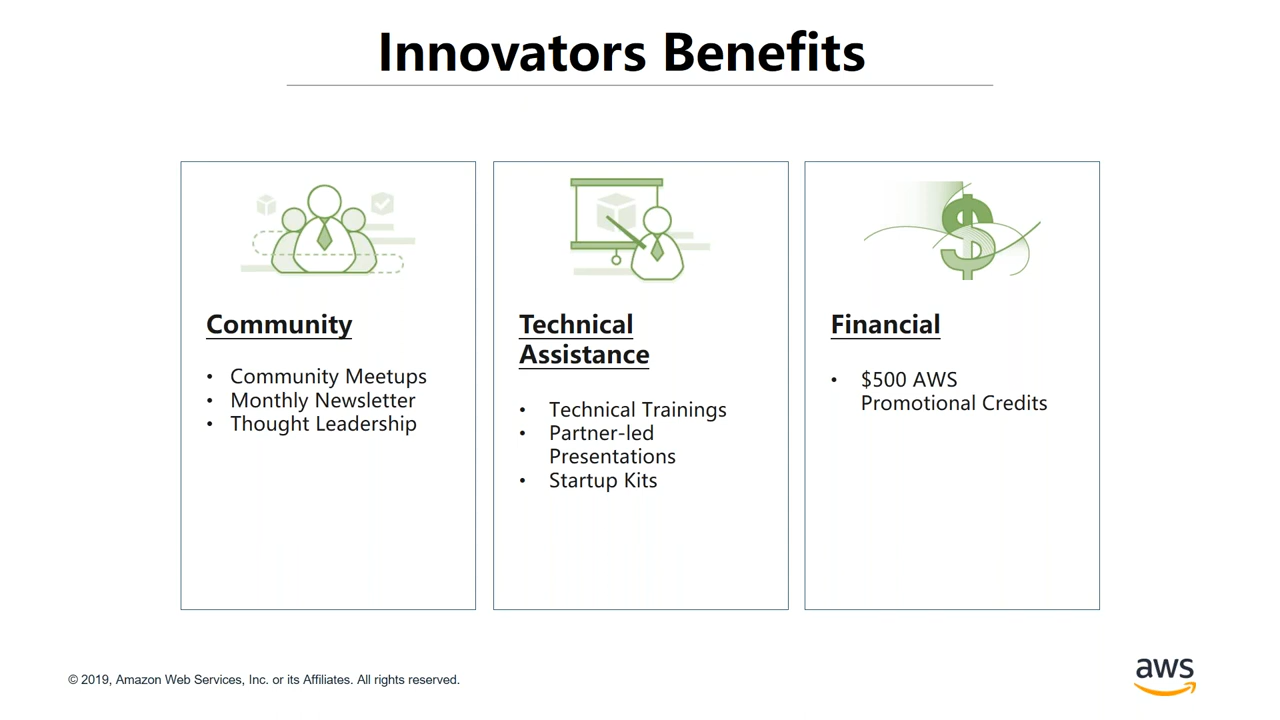 Innovators Benefits
Community
• Community Meetups
• Monthly Newsletter
• Thought Leadership
Technical
Assistance
• Technical Trainings
• Partner-led
Presentations
• Startup Kits
Financial
• $500 AWS
Promotional Credits
© 2019, Amazon Web Services, Inc. or its Affiliates. All rights reserved.
aws